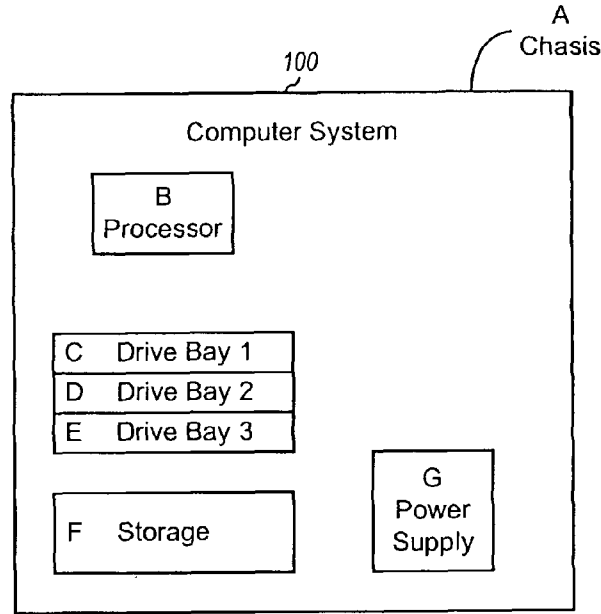 A
Chasis
100
Computer System
B
Processor
C Drive Bay 1
D Drive Bay 2
E Drive Bay 3
F Storage
G
Power
Supply